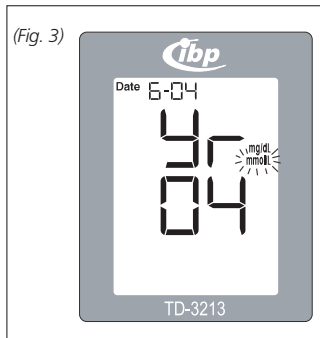 (Fig. 3)
ibp
Date 6-04
yr
mg/dL
mmol/L
04
TD-3213